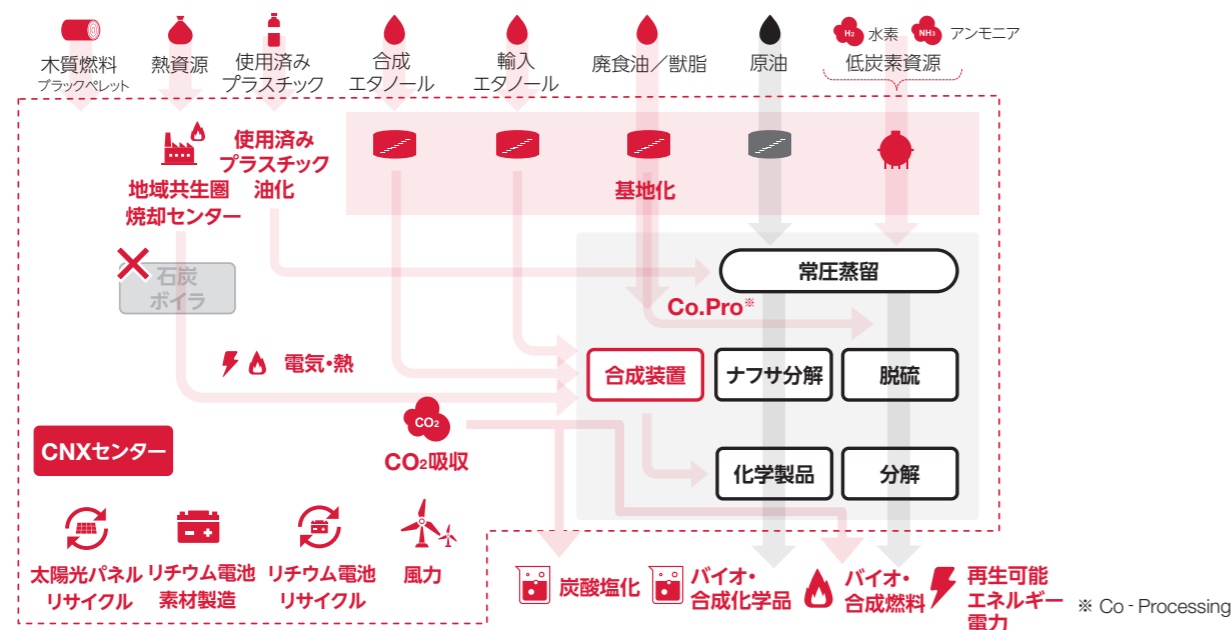 木質燃料
ブラックペレット
熱資源
使用済み
プラスチック
合成
エタノール
輸入
エタノール
廃食油／獣脂
原油
H₂ 水素
NH₃ アンモニア
低炭素資源
地域共生圏
焼却センター
使用済み
プラスチック
油化
基地化
石炭
ボイラ
常圧蒸留
Co.Pro※
電気・熱
合成装置
ナフサ分解
脱硫
CO₂
CO₂吸収
CNXセンター
化学製品
分解
太陽光パネル
リサイクル
リチウム電池
素材製造
リチウム電池
リサイクル
風力
炭酸塩化
バイオ・
合成化学品
バイオ・
合成燃料
再生可能
エネルギー
電力
※ Co - Processing